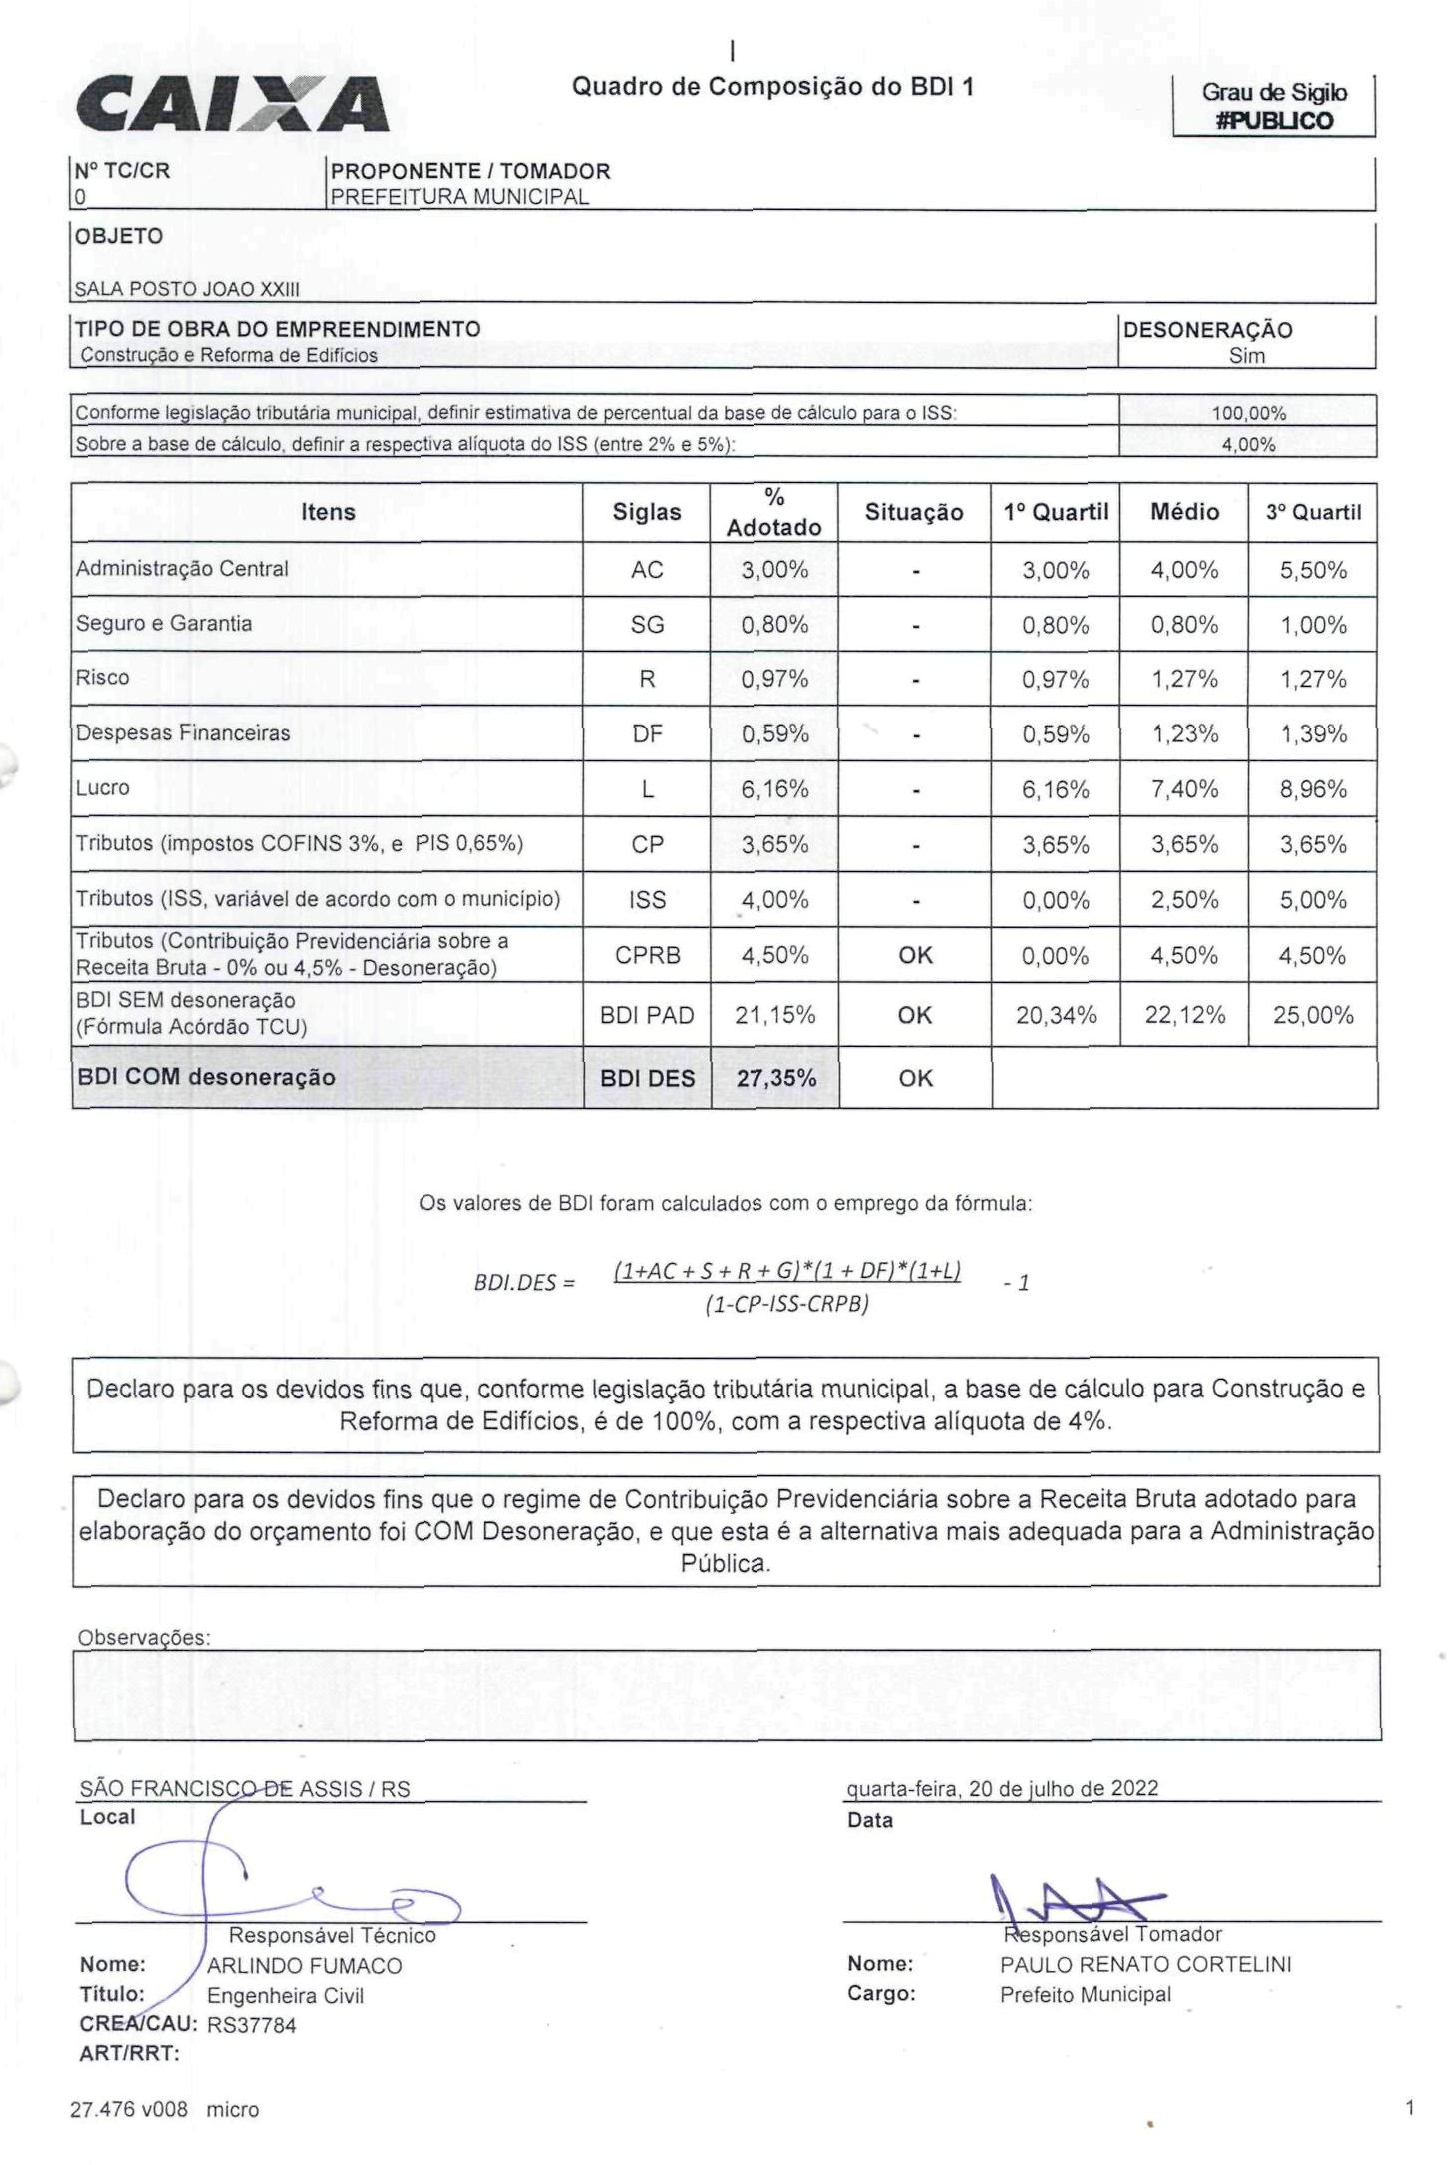 CAIXA
Quadro de Composição do BDI 1
Grau de Sigilo
#PUBLICO
Nº TC/CR
0
PROPONENTE / TOMADOR
PREFEITURA MUNICIPAL
OBJETO
SALA POSTO JOAO XXIII
TIPO DE OBRA DO EMPREENDIMENTO
Construção e Reforma de Edifícios
DESONERAÇÃO
Sim
Conforme legislação tributária municipal, definir estimativa de percentual da base de cálculo para o ISS: 100,00%
Sobre a base de cálculo, definir a respectiva alíquota do ISS (entre 2% e 5%): 4,00%
Itens Siglas % Adotado Situação 1º Quartil Médio 3º Quartil
Administração Central AC 3,00% - 3,00% 4,00% 5,50%
Seguro e Garantia SG 0,80% - 0,80% 0,80% 1,00%
Risco R 0,97% - 0,97% 1,27% 1,27%
Despesas Financeiras DF 0,59% - 0,59% 1,23% 1,39%
Lucro L 6,16% - 6,16% 7,40% 8,96%
Tributos (impostos COFINS 3%, e PIS 0,65%) CP 3,65% - 3,65% 3,65% 3,65%
Tributos (ISS, variável de acordo com o município) ISS 4,00% - 0,00% 2,50% 5,00%
Tributos (Contribuição Previdenciária sobre a
Receita Bruta - 0% ou 4,5% - Desoneração) CPRB 4,50% OK 0,00% 4,50% 4,50%
BDI SEM desoneração
(Fórmula Acórdão TCU) BDI PAD 21,15% OK 20,34% 22,12% 25,00%
BDI COM desoneração BDI DES 27,35% OK
Os valores de BDI foram calculados com o emprego da fórmula:
BDI.DES = (1+AC + S + R + G)*(1 + DF)*(1+L) - 1
(1-CP-ISS-CRPB)
Declaro para os devidos fins que, conforme legislação tributária municipal, a base de cálculo para Construção e
Reforma de Edifícios, é de 100%, com a respectiva alíquota de 4%.
Declaro para os devidos fins que o regime de Contribuição Previdenciária sobre a Receita Bruta adotado para
elaboração do orçamento foi COM Desoneração, e que esta é a alternativa mais adequada para a Administração
Pública.
Observações:
SÃO FRANCISCO DE ASSIS / RS
Local
quarta-feira, 20 de julho de 2022
Data
Responsável Técnico
Nome: ARLINDO FUMACO
Título: Engenheira Civil
CREA/CAU: RS37784
ART/RRT:
Responsável Tomador
Nome: PAULO RENATO CORTELINI
Cargo: Prefeito Municipal
27.476 v008 micro
1